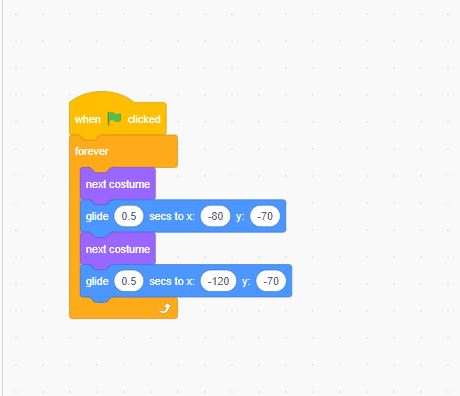 when clicked
forever
next costume
glide 0.5 secs to x: -80 y: -70
next costume
glide 0.5 secs to x: -120 y: -70